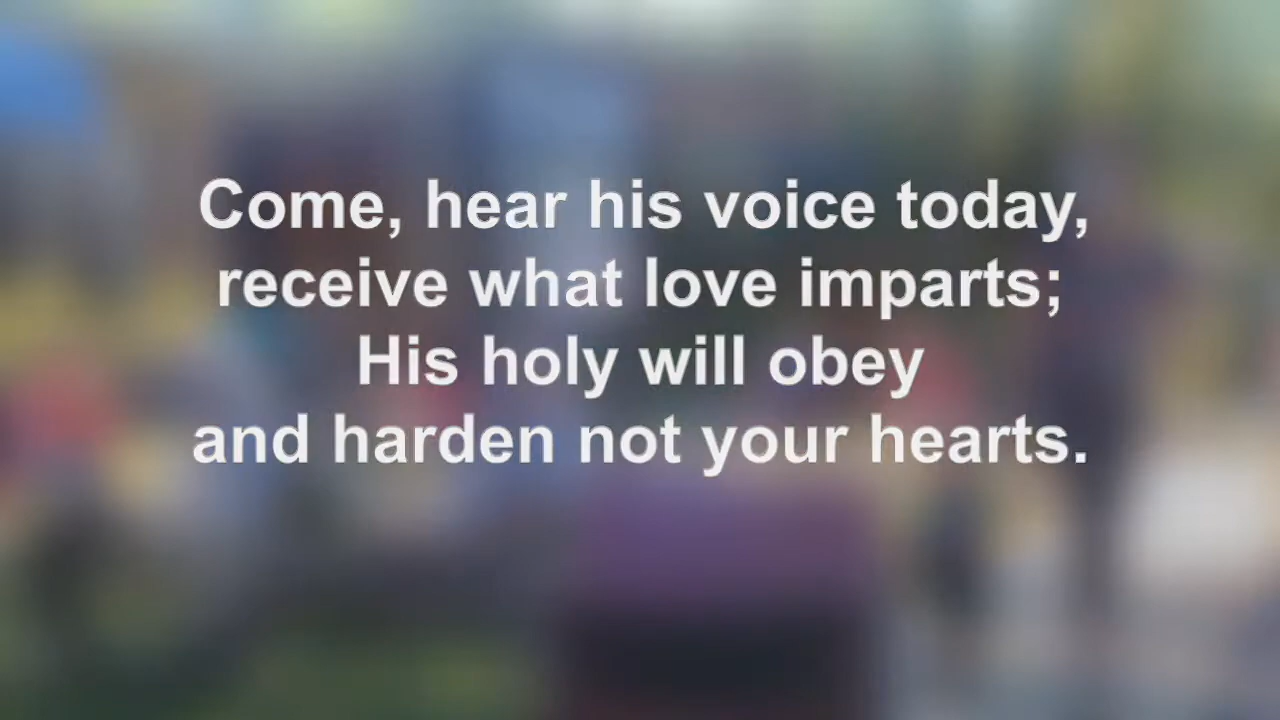 Come, hear his voice today,
receive what love imparts;
His holy will obey
and harden not your hearts.